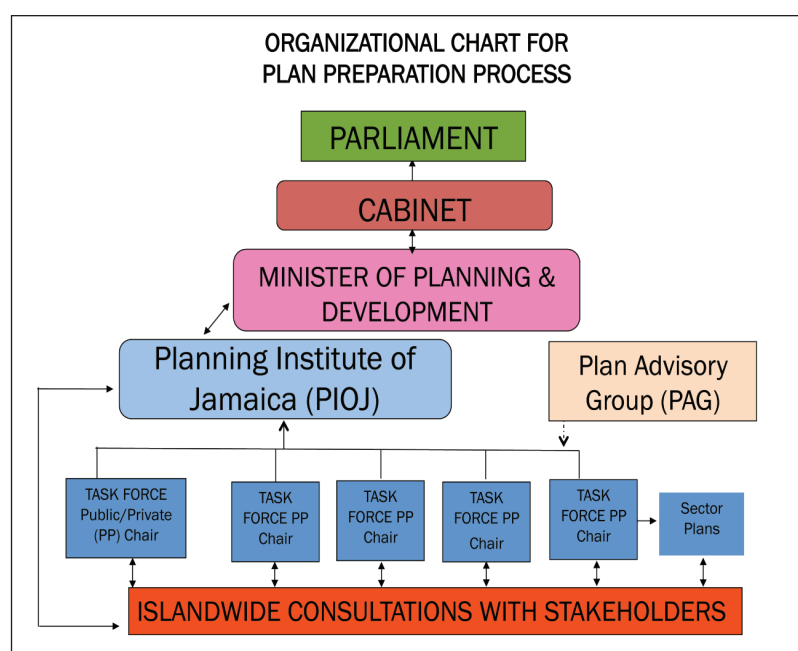 ORGANIZATIONAL CHART FOR
PLAN PREPARATION PROCESS
PARLIAMENT
CABINET
MINISTER OF PLANNING &
DEVELOPMENT
Planning Institute of
Jamaica (PIOJ)
Plan Advisory
Group (PAG)
TASK FORCE
Public/Private
(PP) Chair
TASK
FORCE PP
Chair
TASK
FORCE PP
Chair
TASK
FORCE PP
Chair
TASK
FORCE PP
Chair
Sector
Plans
ISLANDWIDE CONSULTATIONS WITH STAKEHOLDERS